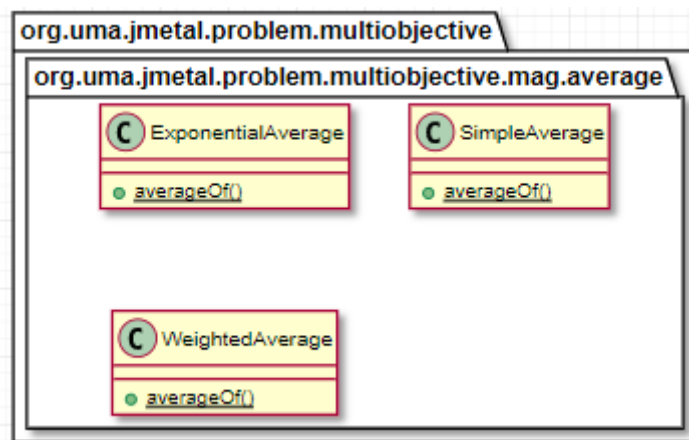 org.uma.jmetal.problem.multiobjective
org.uma.jmetal.problem.multiobjective.mag.average
C ExponentialAverage
averageOf()
C SimpleAverage
averageOf()
C WeightedAverage
averageOf()